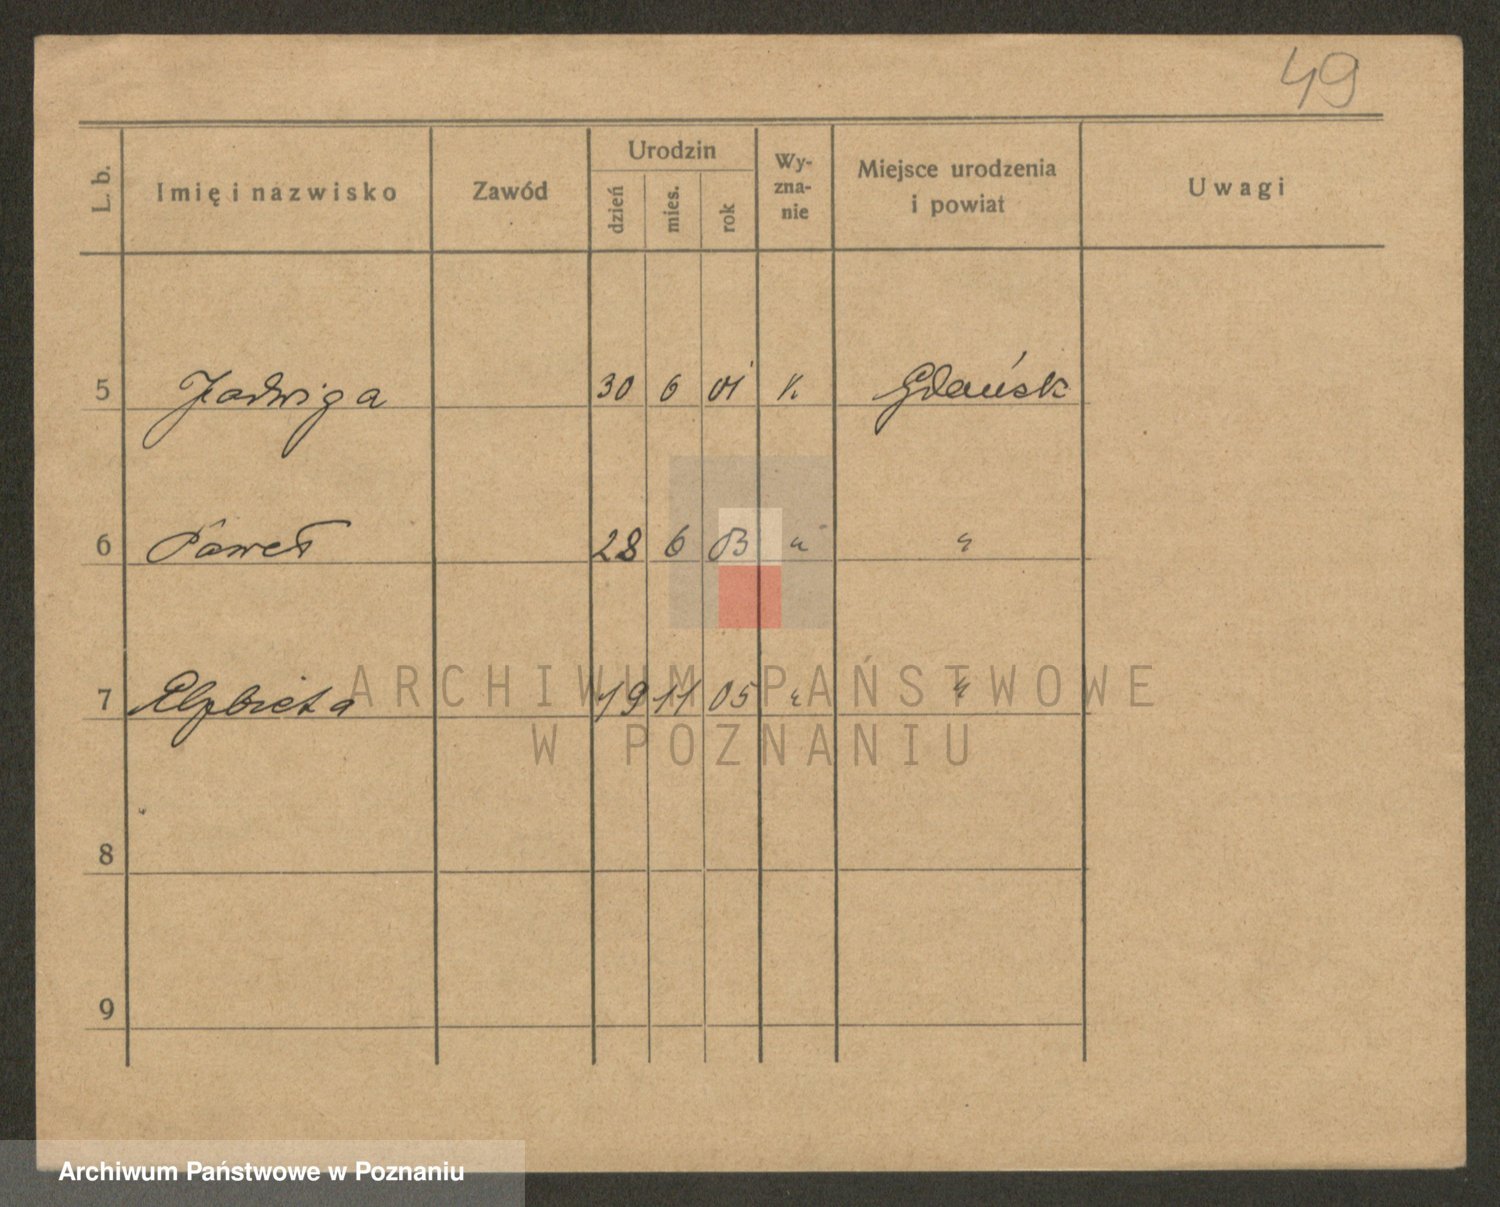 49
L. b. Imię i nazwisko Zawód Urodzin dzień mies. rok Wy-zna-nie Miejsce urodzenia i powiat Uwagi
5 Jadwiga 30 6 01 K Gdańsk
6 Paweł 28 6 03 " "
7 Elżbieta 19 11 05 " "
8
9
ARCHIWUM PAŃSTWOWE
W POZNANIU
Archiwum Państwowe w Poznaniu